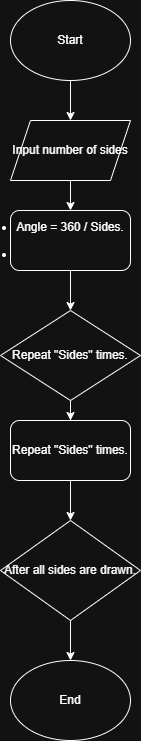 Start
Input number of sides
Angle = 360 / Sides.
Repeat "Sides" times.
Repeat "Sides" times.
After all sides are drawn.
End